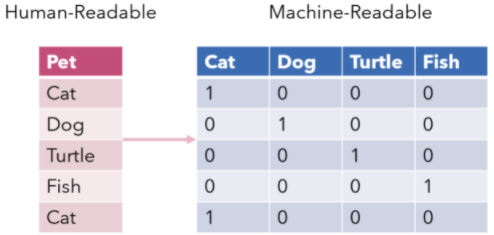 Human-Readable
Machine-Readable
Pet
Cat
Dog
Turtle
Fish
Cat
Cat Dog Turtle Fish
1 0 0 0
0 1 0 0
0 0 1 0
0 0 0 1
1 0 0 0